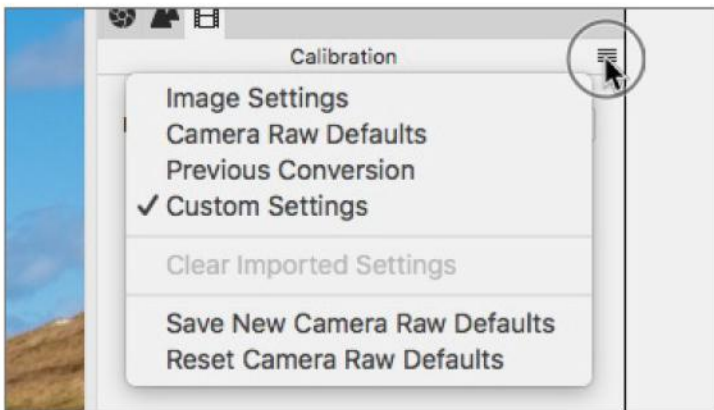 Calibration
Image Settings
Camera Raw Defaults
Previous Conversion
✓ Custom Settings
Clear Imported Settings
Save New Camera Raw Defaults
Reset Camera Raw Defaults